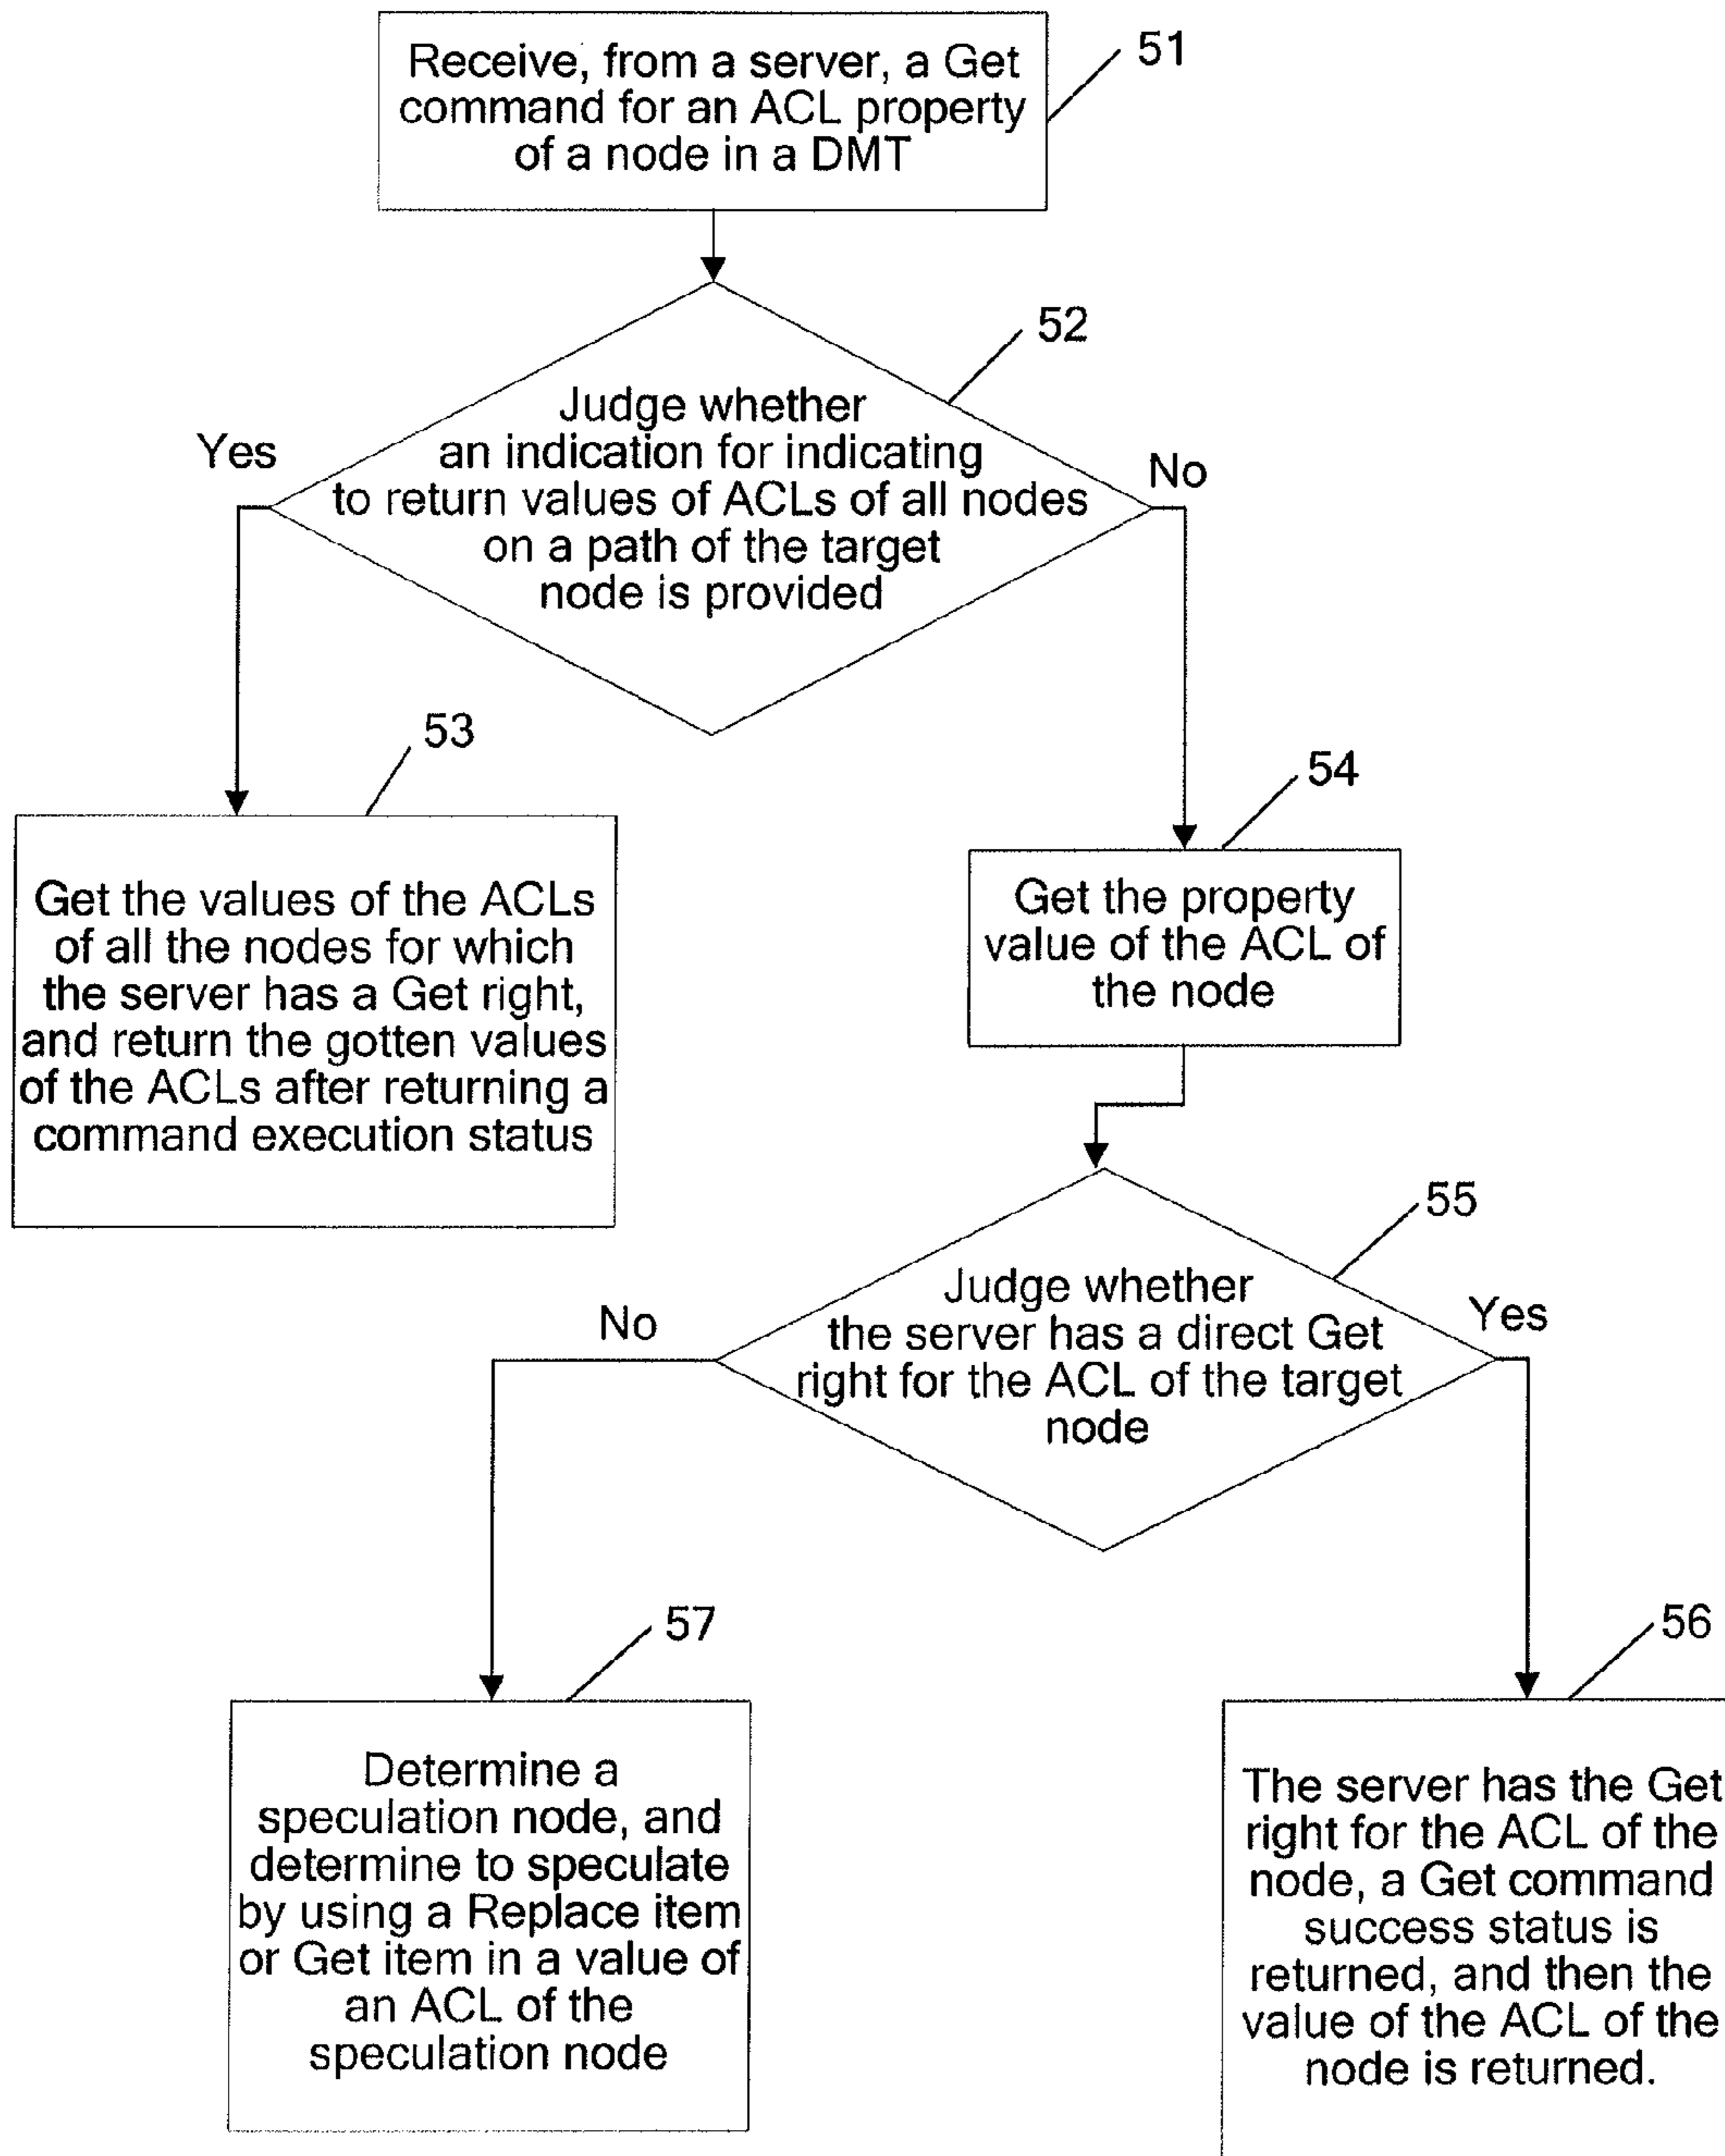 Receive, from a server, a Get
command for an ACL property
of a node in a DMT
51
52
Judge whether
an indication for indicating
to return values of ACLs of all nodes
on a path of the target
node is provided
Yes
No
53
Get the values of the ACLs
of all the nodes for which
the server has a Get right,
and return the gotten values
of the ACLs after returning a
command execution status
54
Get the property
value of the ACL of
the node
55
Judge whether
the server has a direct Get
right for the ACL of the target
node
No
Yes
57
Determine a
speculation node, and
determine to speculate
by using a Replace item
or Get item in a value of
an ACL of the
speculation node
56
The server has the Get
right for the ACL of the
node, a Get command
success status is
returned, and then the
value of the ACL of the
node is returned.